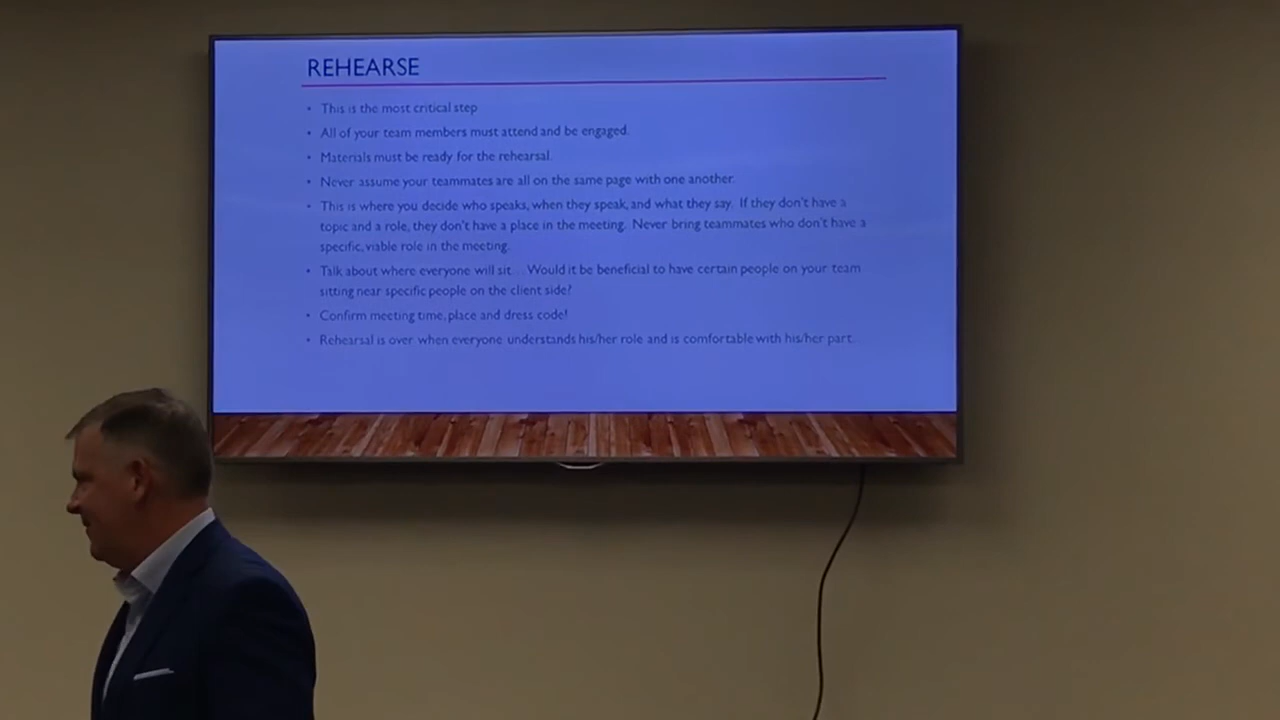 REHEARSE
• This is the most critical step
• All of your team members must attend and be engaged.
• Materials must be ready for the rehearsal.
• Never assume your teammates are all on the same page with one another.
• This is where you decide who speaks, when they speak, and what they say. If they don't have a
topic and a role, they don't have a place in the meeting. Never bring teammates who don't have a
specific, viable role in the meeting.
• Talk about where everyone will sit. Would it be beneficial to have certain people on your team
sitting near specific people on the client side?
• Confirm meeting time, place and dress code!
• Rehearsal is over when everyone understands his/her role and is comfortable with his/her part.